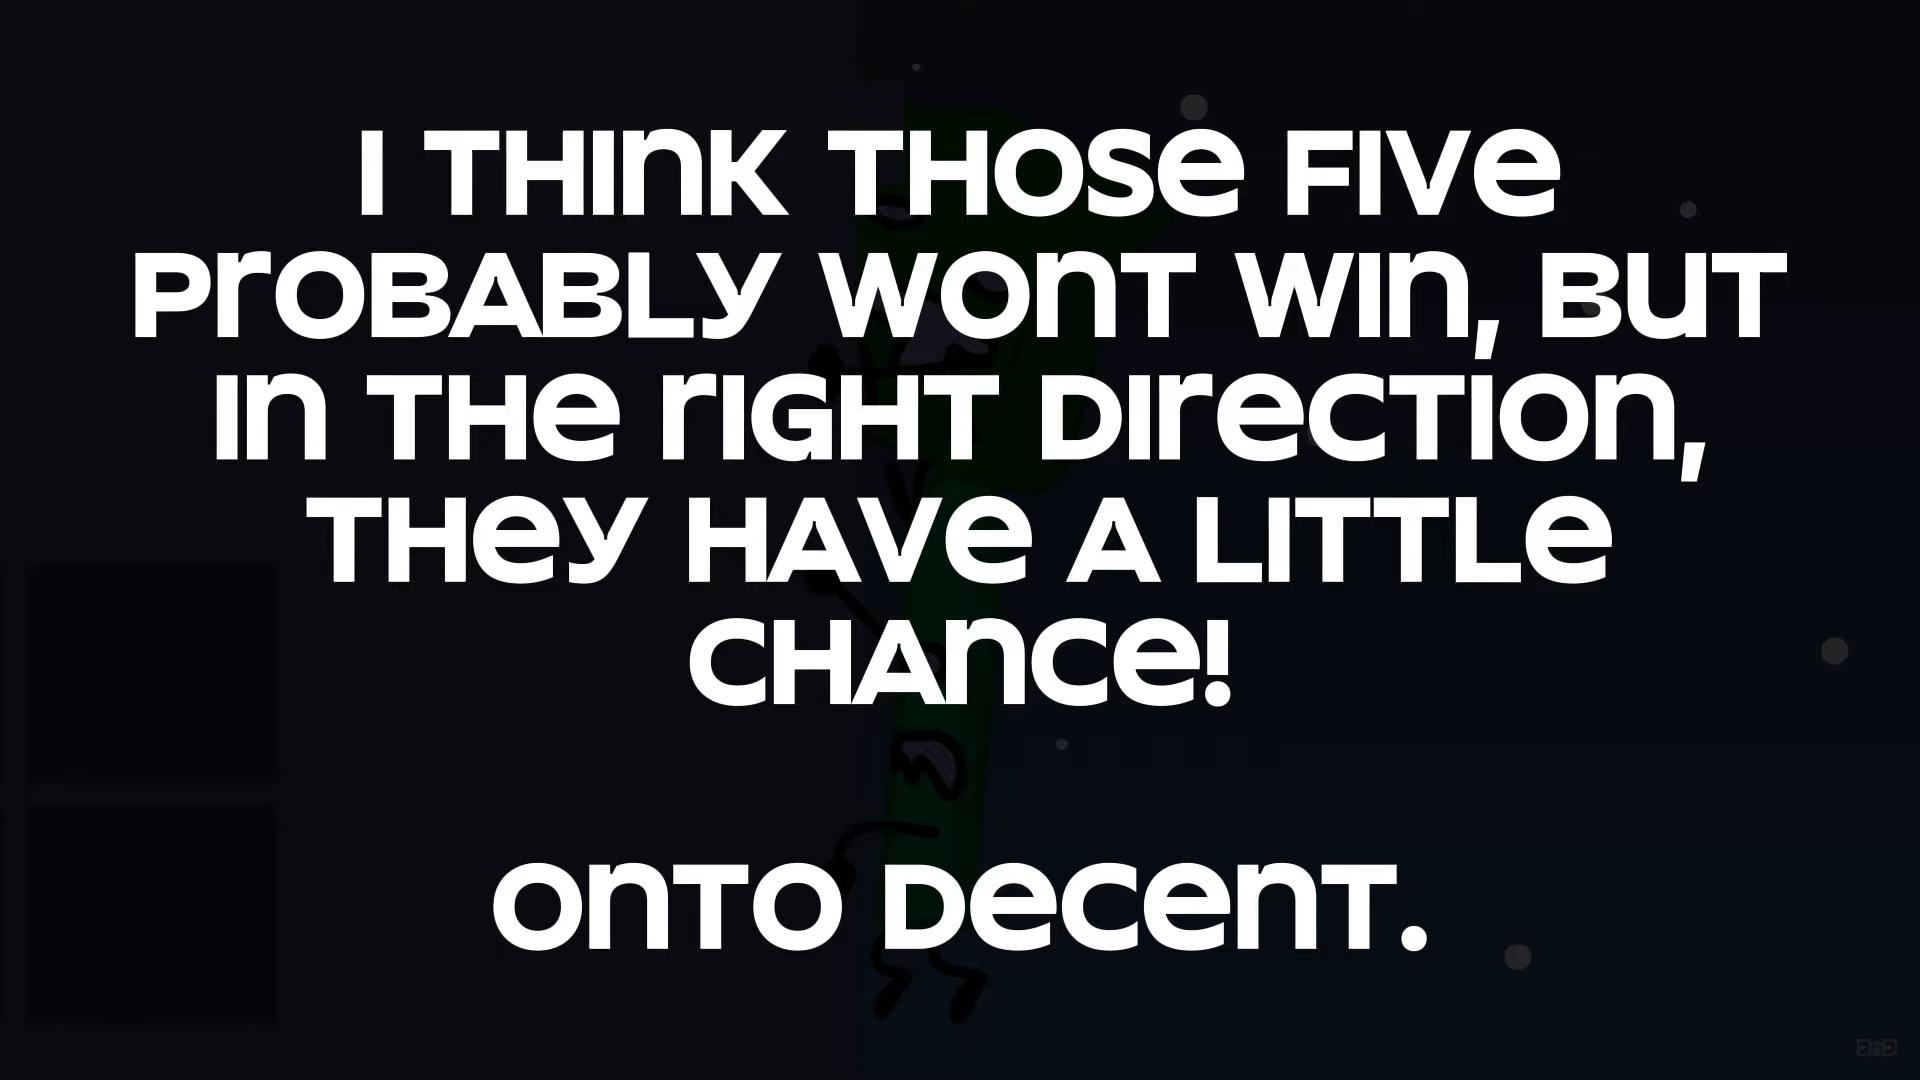 I THINK THOSE FIVE
PROBABLY WONT WIN, BUT
IN THE RIGHT DIRECTION,
THEY HAVE A LITTLE
CHANCE!
ONTO DECENT.